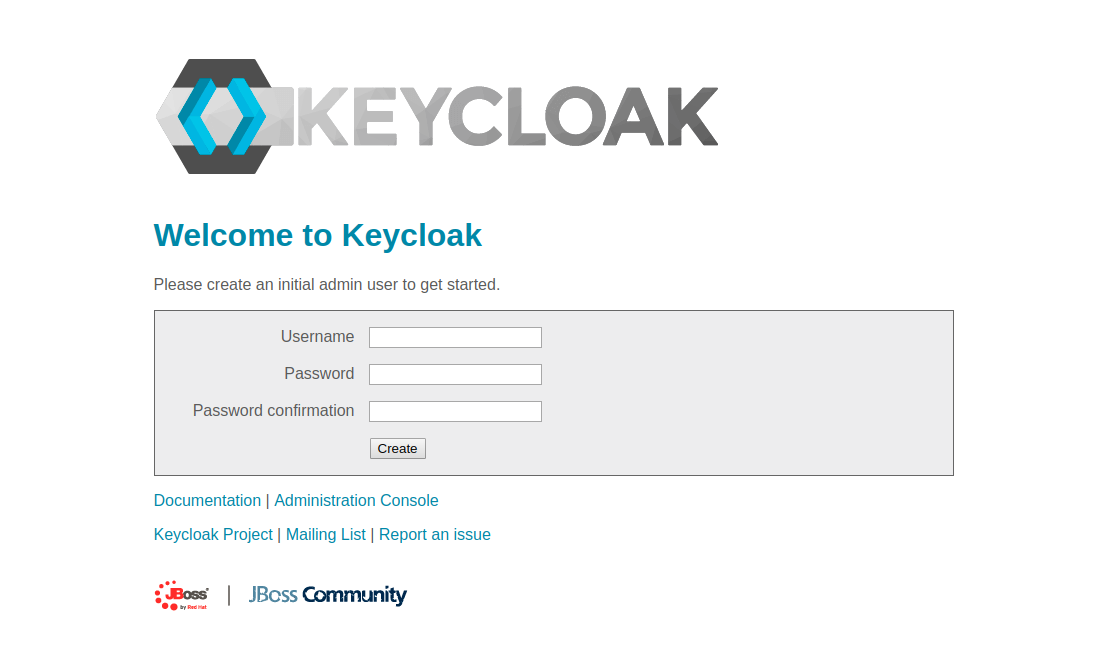 KEYCLOAK
Welcome to Keycloak
Please create an initial admin user to get started.
Username
Password
Password confirmation
Create
Documentation | Administration Console
Keycloak Project | Mailing List | Report an issue
JBoss by Red Hat | JBoss Community